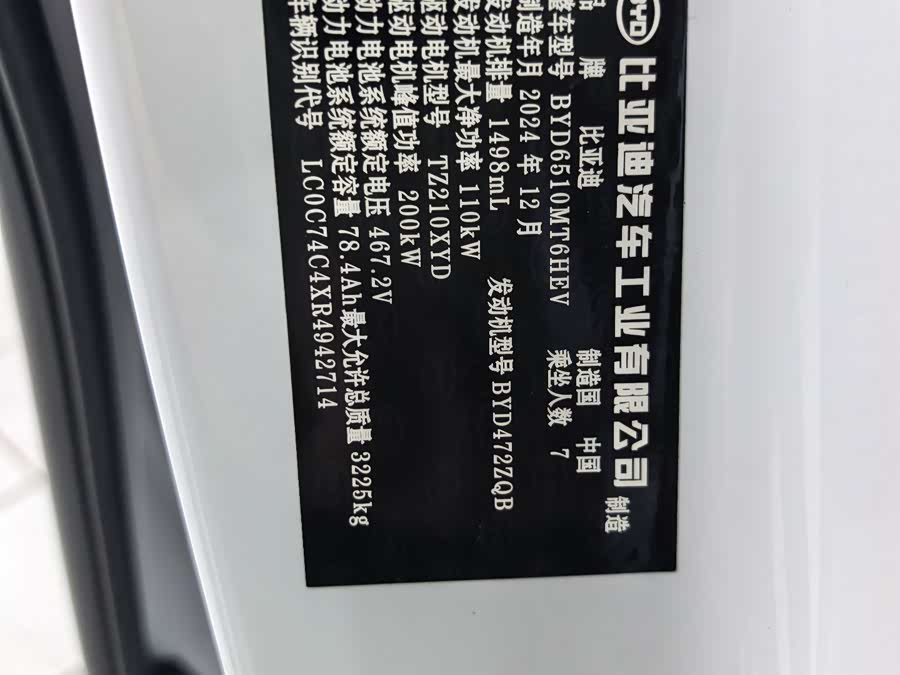 BYD 比亚迪汽车工业有限公司 制造
品 牌 比亚迪 制造国 中国
整车型号 BYD6510MT6HEV 乘坐人数 7
制造年月 2024 年 12 月
发动机排量 1498mL 发动机型号 BYD472ZQB
发动机最大净功率 110kW
驱动电机型号 TZ210XYD
驱动电机峰值功率 200kW
动力电池系统额定电压 467.2V
动力电池系统额定容量 78.4Ah 最大允许总质量 3225kg
车辆识别代号 LC0C74C4XR4942714